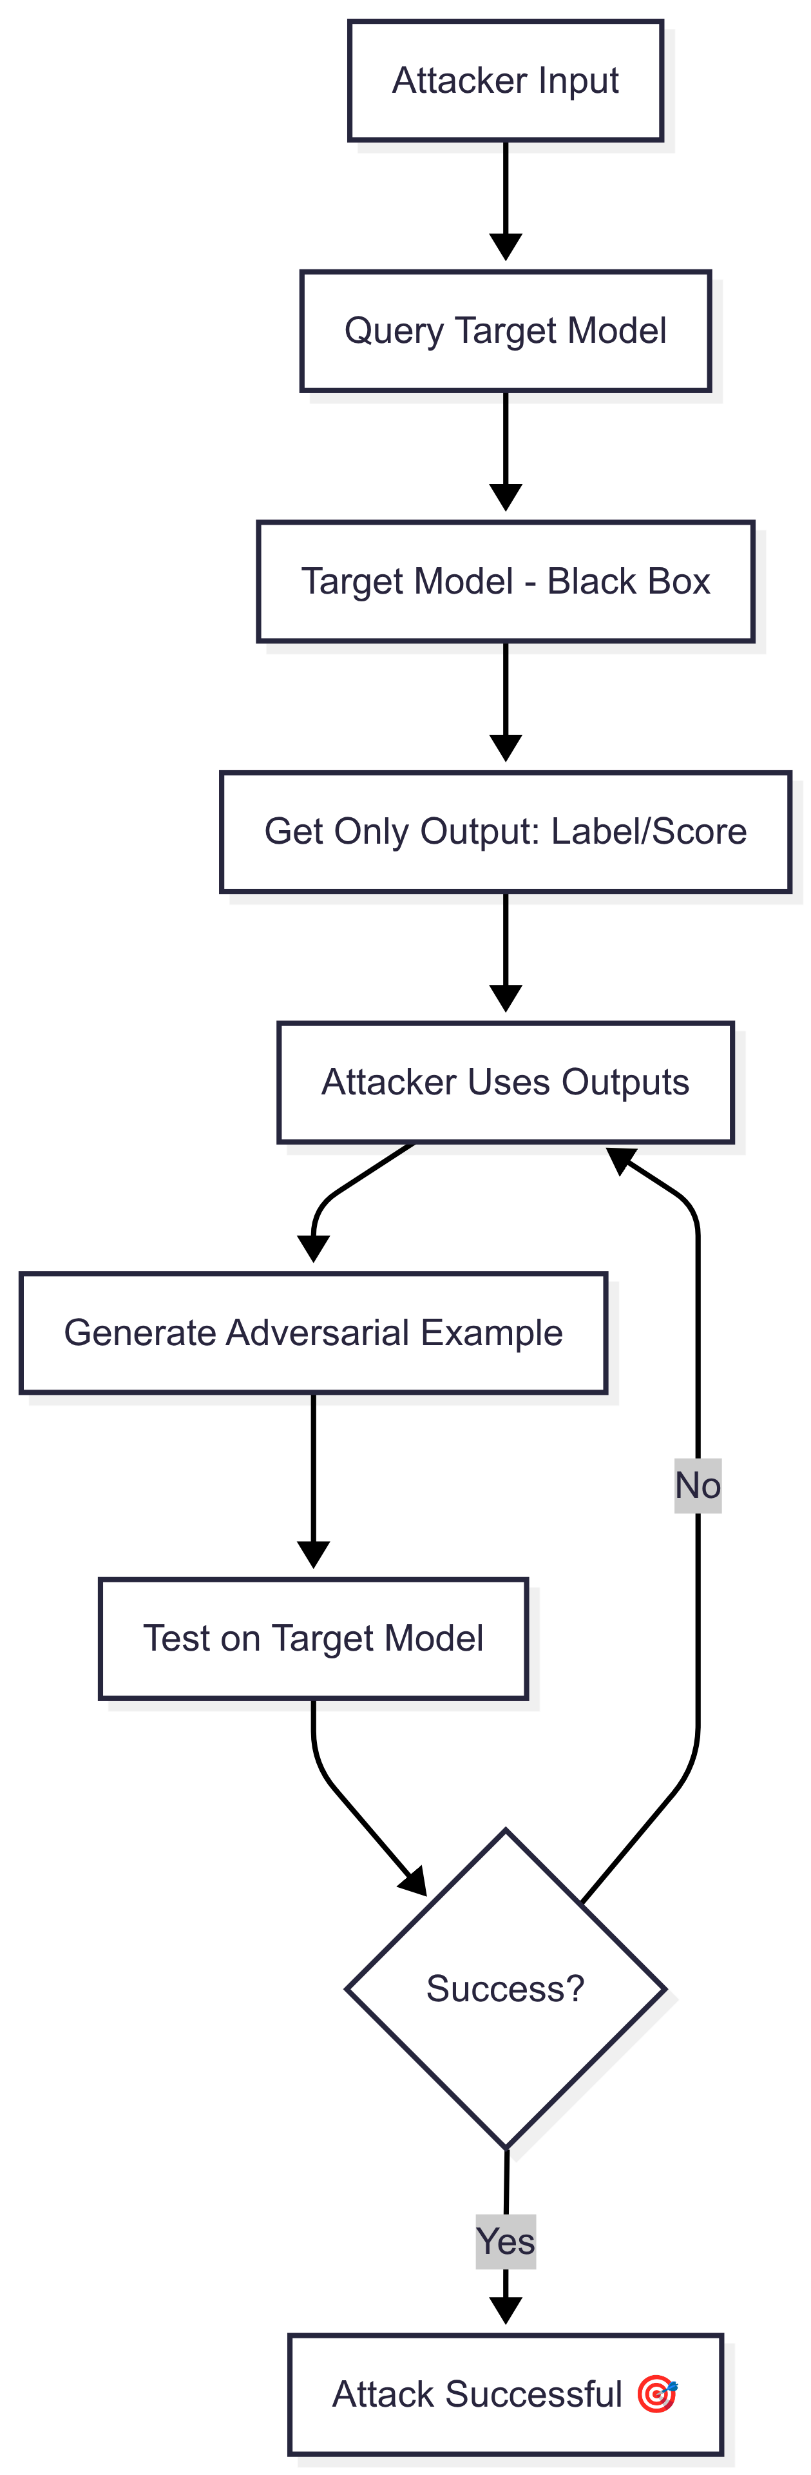 Attacker Input
Query Target Model
Target Model - Black Box
Get Only Output: Label/Score
Attacker Uses Outputs
Generate Adversarial Example
No
Test on Target Model
Success?
Yes
Attack Successful 🎯